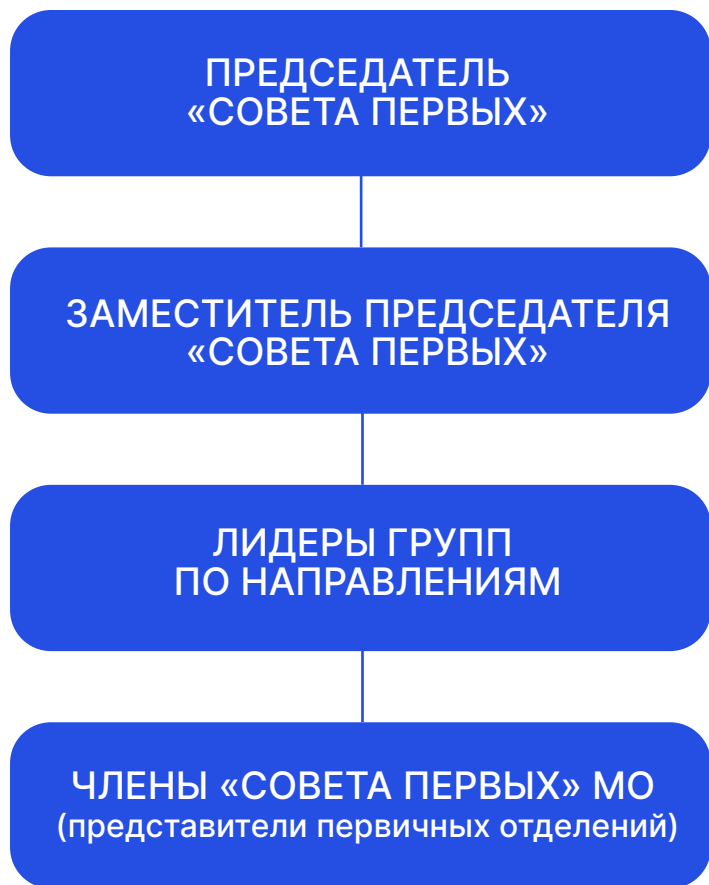 ПРЕДСЕДАТЕЛЬ
«СОВЕТА ПЕРВЫХ»
ЗАМЕСТИТЕЛЬ ПРЕДСЕДАТЕЛЯ
«СОВЕТА ПЕРВЫХ»
ЛИДЕРЫ ГРУПП
ПО НАПРАВЛЕНИЯМ
ЧЛЕНЫ «СОВЕТА ПЕРВЫХ» МО
(представители первичных отделений)